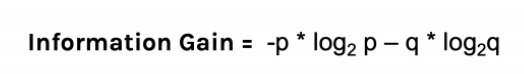 Information Gain = -p * log₂ p – q * log₂q